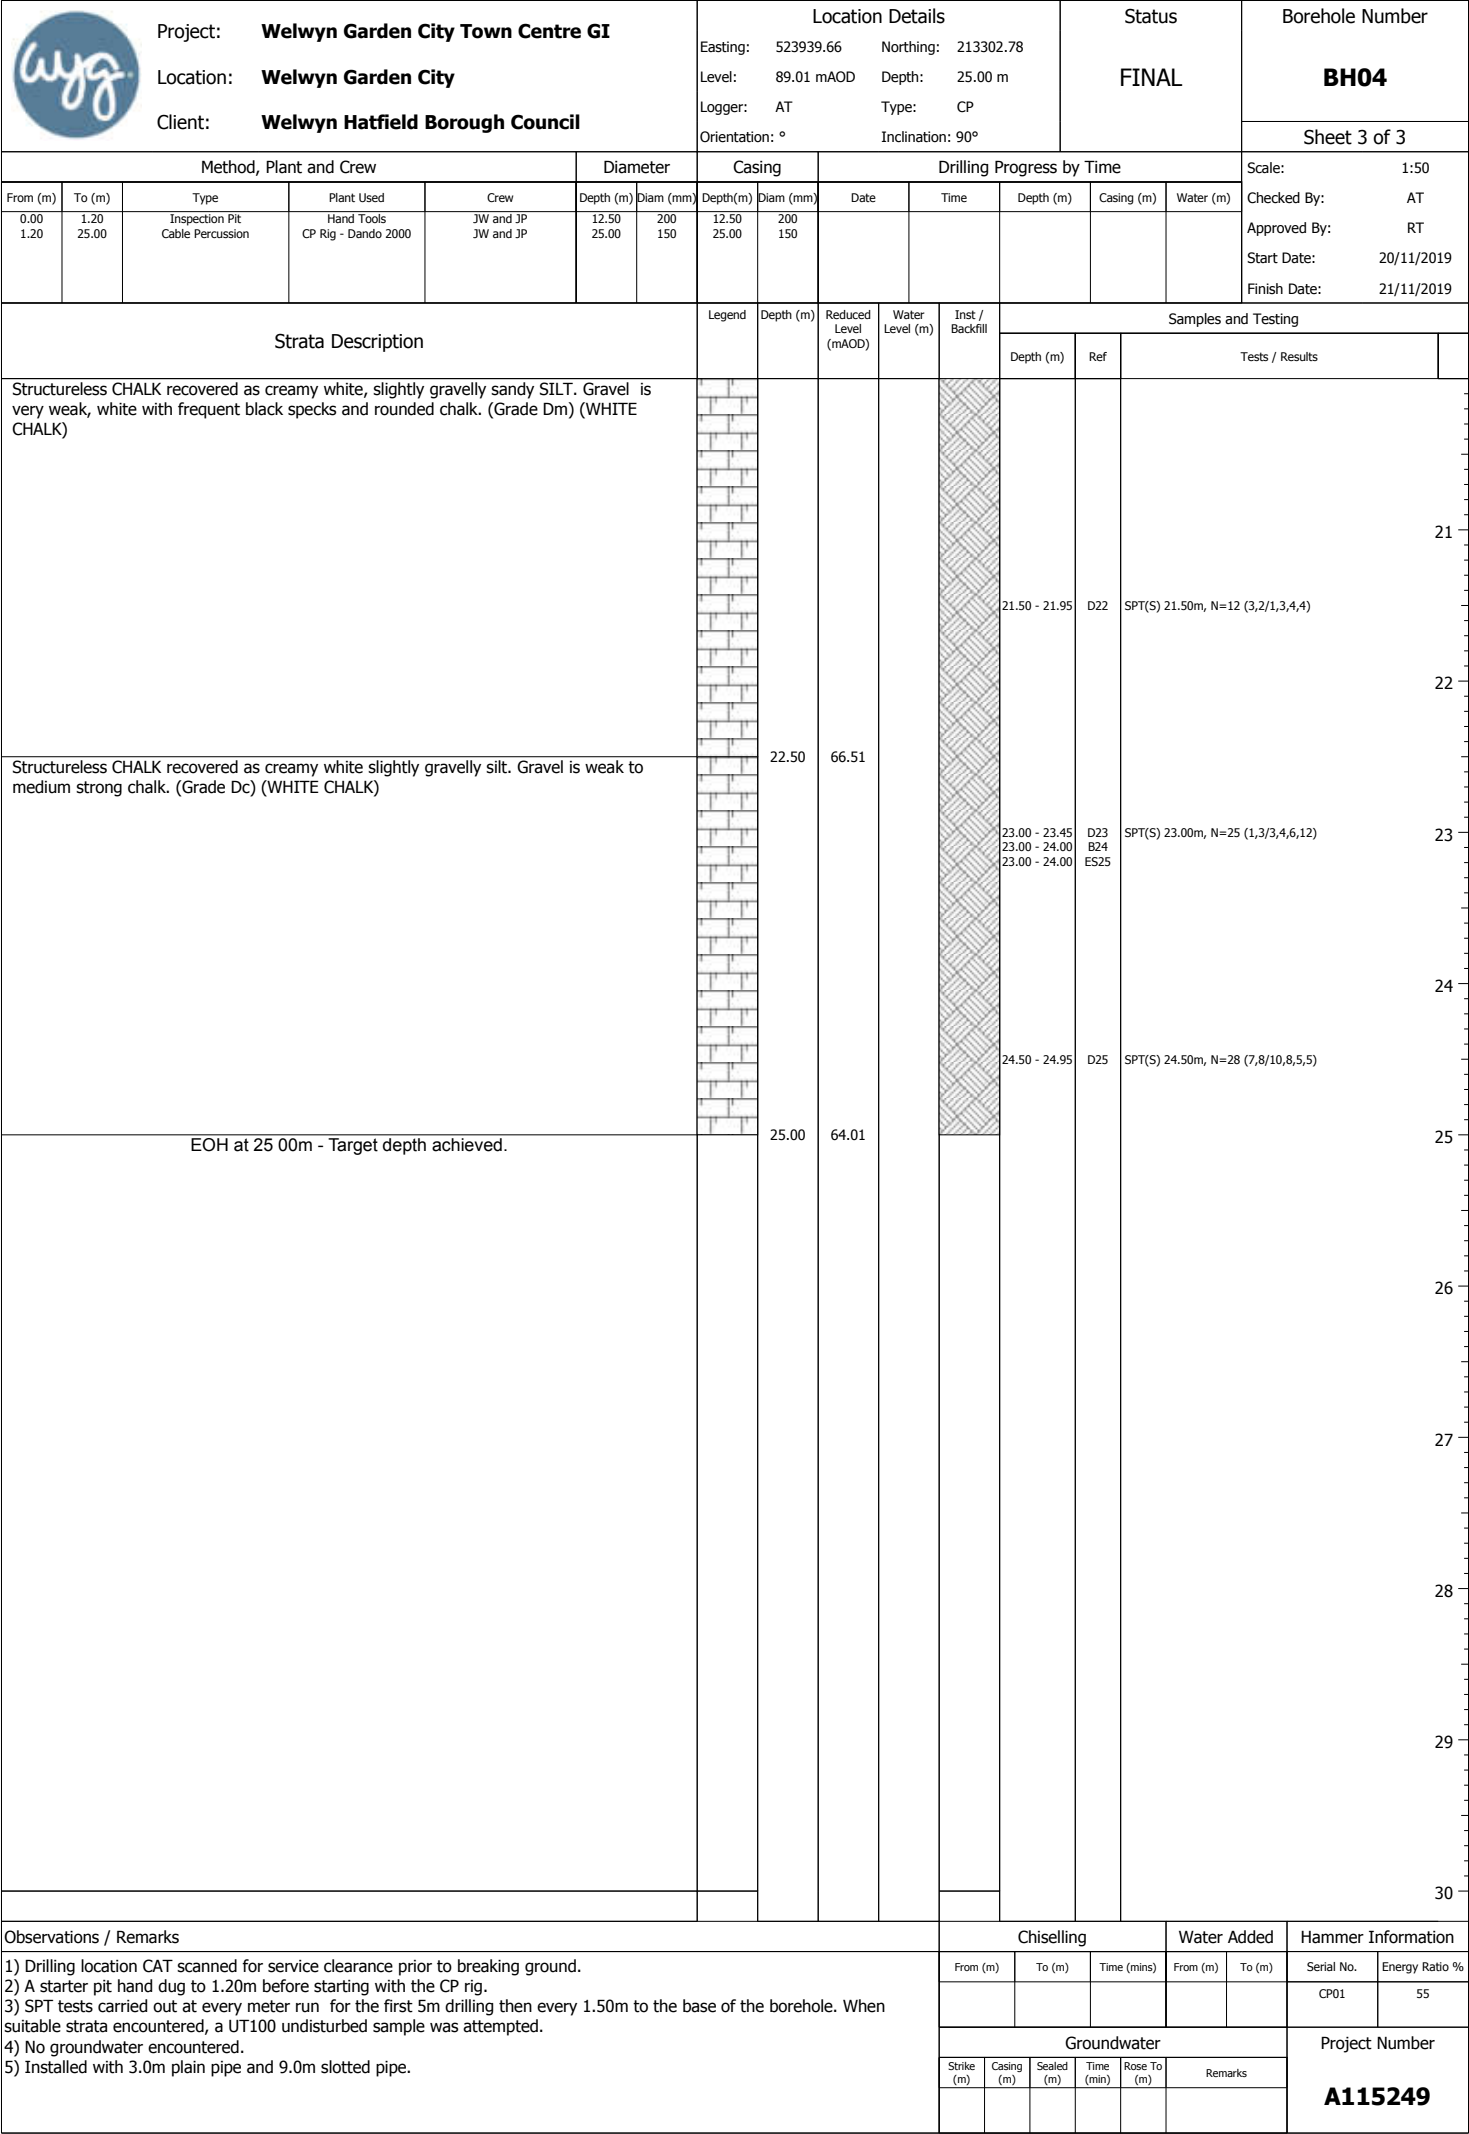 wyg.
Project: Welwyn Garden City Town Centre GI
Location: Welwyn Garden City
Client: Welwyn Hatfield Borough Council
Location Details
Easting: 523939.66 Northing: 213302.78
Level: 89.01 mAOD Depth: 25.00 m
Logger: AT Type: CP
Orientation: ° Inclination: 90°
Status
FINAL
Borehole Number
BH04
Sheet 3 of 3
Method, Plant and Crew Diameter Casing Drilling Progress by Time
From (m) To (m) Type Plant Used Crew Depth (m) Diam (mm) Depth(m) Diam (mm) Date Time Depth (m) Casing (m) Water (m)
0.00 1.20 Inspection Pit Hand Tools JW and JP 12.50 200 12.50 200
1.20 25.00 Cable Percussion CP Rig - Dando 2000 JW and JP 25.00 150 25.00 150
Scale: 1:50
Checked By: AT
Approved By: RT
Start Date: 20/11/2019
Finish Date: 21/11/2019
Strata Description
Legend
Depth (m)
Reduced
Level
(mAOD)
Water
Level (m)
Inst /
Backfill
Samples and Testing
Depth (m) Ref Tests / Results
Structureless CHALK recovered as creamy white, slightly gravelly sandy SILT. Gravel  is
very weak, white with frequent black specks and rounded chalk. (Grade Dm) (WHITE
CHALK)
21
21.50 - 21.95 D22 SPT(S) 21.50m, N=12 (3,2/1,3,4,4)
22
22.50 66.51
Structureless CHALK recovered as creamy white slightly gravelly silt. Gravel is weak to
medium strong chalk. (Grade Dc) (WHITE CHALK)
23.00 - 23.45 D23 SPT(S) 23.00m, N=25 (1,3/3,4,6,12) 23
23.00 - 24.00 B24
23.00 - 24.00 ES25
24
24.50 - 24.95 D25 SPT(S) 24.50m, N=28 (7,8/10,8,5,5)
25.00 64.01 25
EOH at 25 00m - Target depth achieved.
26
27
28
29
30
Observations / Remarks
1) Drilling location CAT scanned for service clearance prior to breaking ground.
2) A starter pit hand dug to 1.20m before starting with the CP rig.
3) SPT tests carried out at every meter run  for the first 5m drilling then every 1.50m to the base of the borehole. When
suitable strata encountered, a UT100 undisturbed sample was attempted.
4) No groundwater encountered.
5) Installed with 3.0m plain pipe and 9.0m slotted pipe.
Chiselling Water Added Hammer Information
From (m) To (m) Time (mins) From (m) To (m) Serial No. Energy Ratio %
CP01 55
Groundwater
Strike
(m)
Casing
(m)
Sealed
(m)
Time
(min)
Rose To
(m)
Remarks
Project Number
A115249